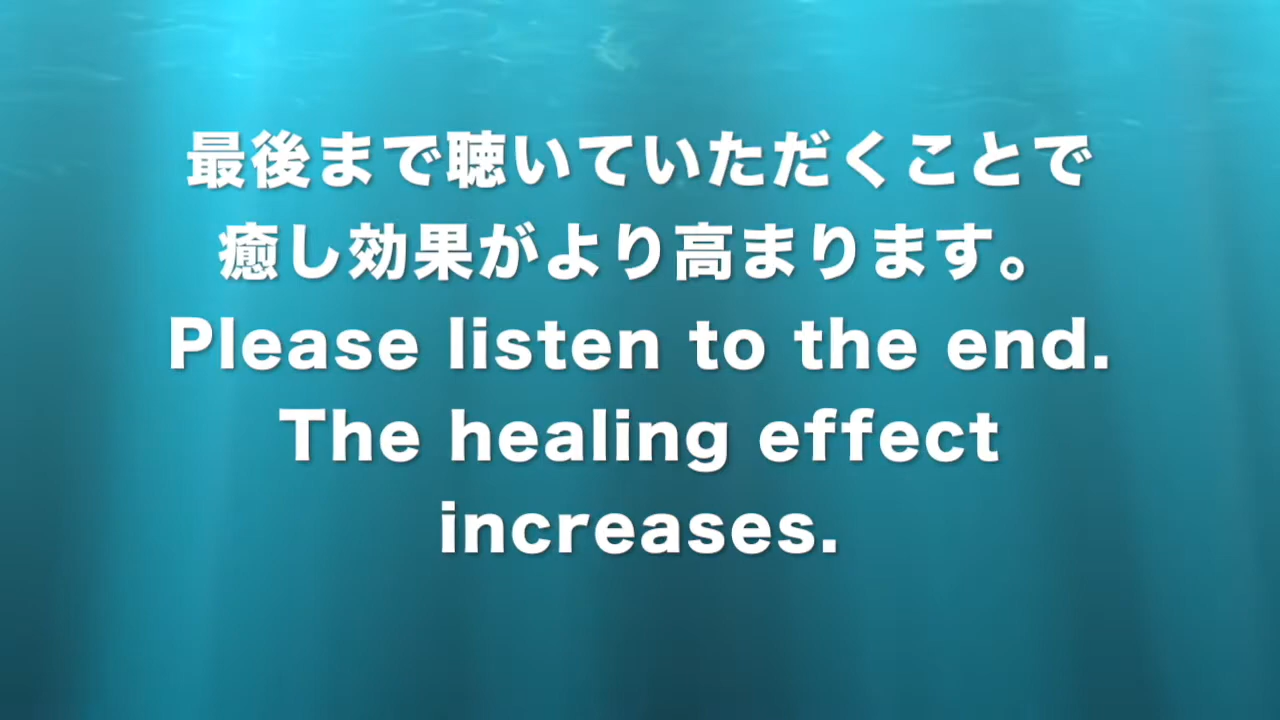 最後まで聴いていただくことで
癒し効果がより高まります。
Please listen to the end.
The healing effect
increases.